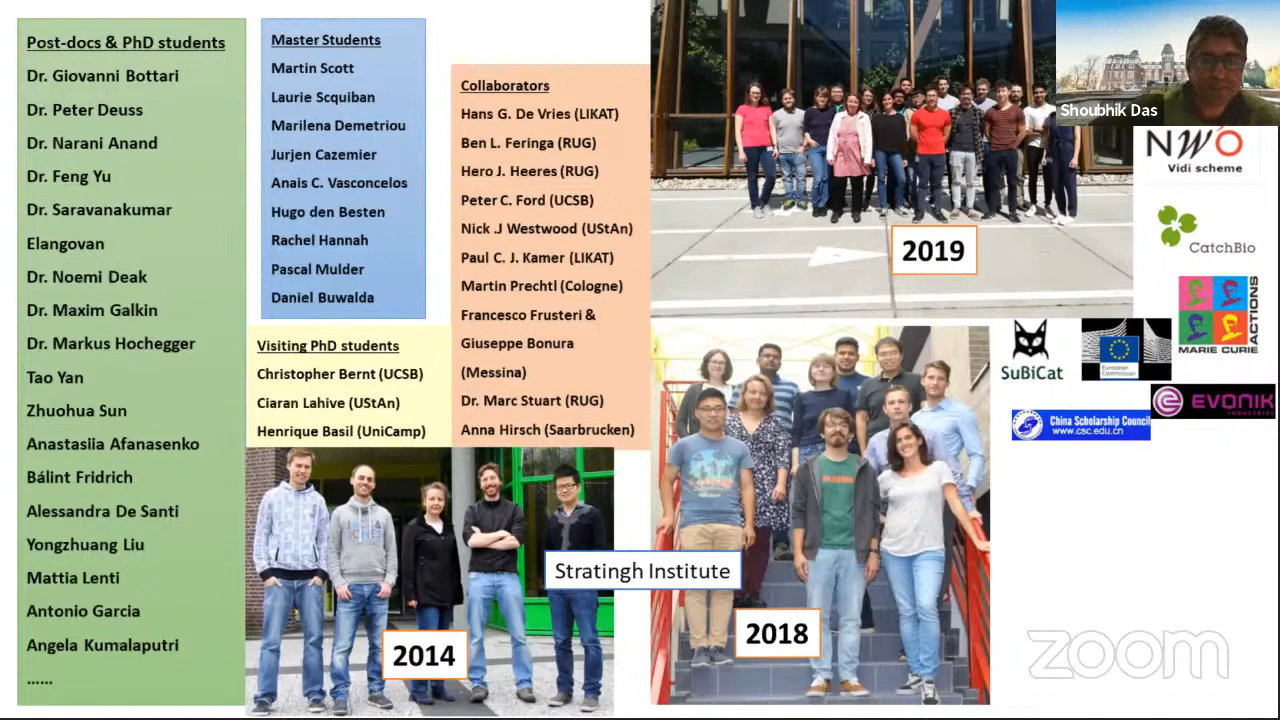 Post-docs & PhD students
Dr. Giovanni Bottari
Dr. Peter Deuss
Dr. Narani Anand
Dr. Feng Yu
Dr. Saravanakumar
Elangovan
Dr. Noemi Deak
Dr. Maxim Galkin
Dr. Markus Hochegger
Tao Yan
Zhuohua Sun
Anastasiia Afanasenko
Bálint Fridrich
Alessandra De Santi
Yongzhuang Liu
Mattia Lenti
Antonio Garcia
Angela Kumalaputri
......
Master Students
Martin Scott
Laurie Scquiban
Marilena Demetriou
Jurjen Cazemier
Anais C. Vasconcelos
Hugo den Besten
Rachel Hannah
Pascal Mulder
Daniel Buwalda
Visiting PhD students
Christopher Bernt (UCSB)
Ciaran Lahive (UStAn)
Henrique Basil (UniCamp)
Collaborators
Hans G. De Vries (LIKAT)
Ben L. Feringa (RUG)
Hero J. Heeres (RUG)
Peter C. Ford (UCSB)
Nick .J Westwood (UStAn)
Paul C. J. Kamer (LIKAT)
Martin Prechtl (Cologne)
Francesco Frusteri &
Giuseppe Bonura
(Messina)
Dr. Marc Stuart (RUG)
Anna Hirsch (Saarbrucken)
2019
2014
Stratingh Institute
2018
Shoubhik Das
NWO
Vidi scheme
CatchBio
MARIE CURIE
ACTIONS
SuBiCat
European
Commission
EVONIK
INDUSTRIES
China Scholarship Council
www.csc.edu.cn
zoom